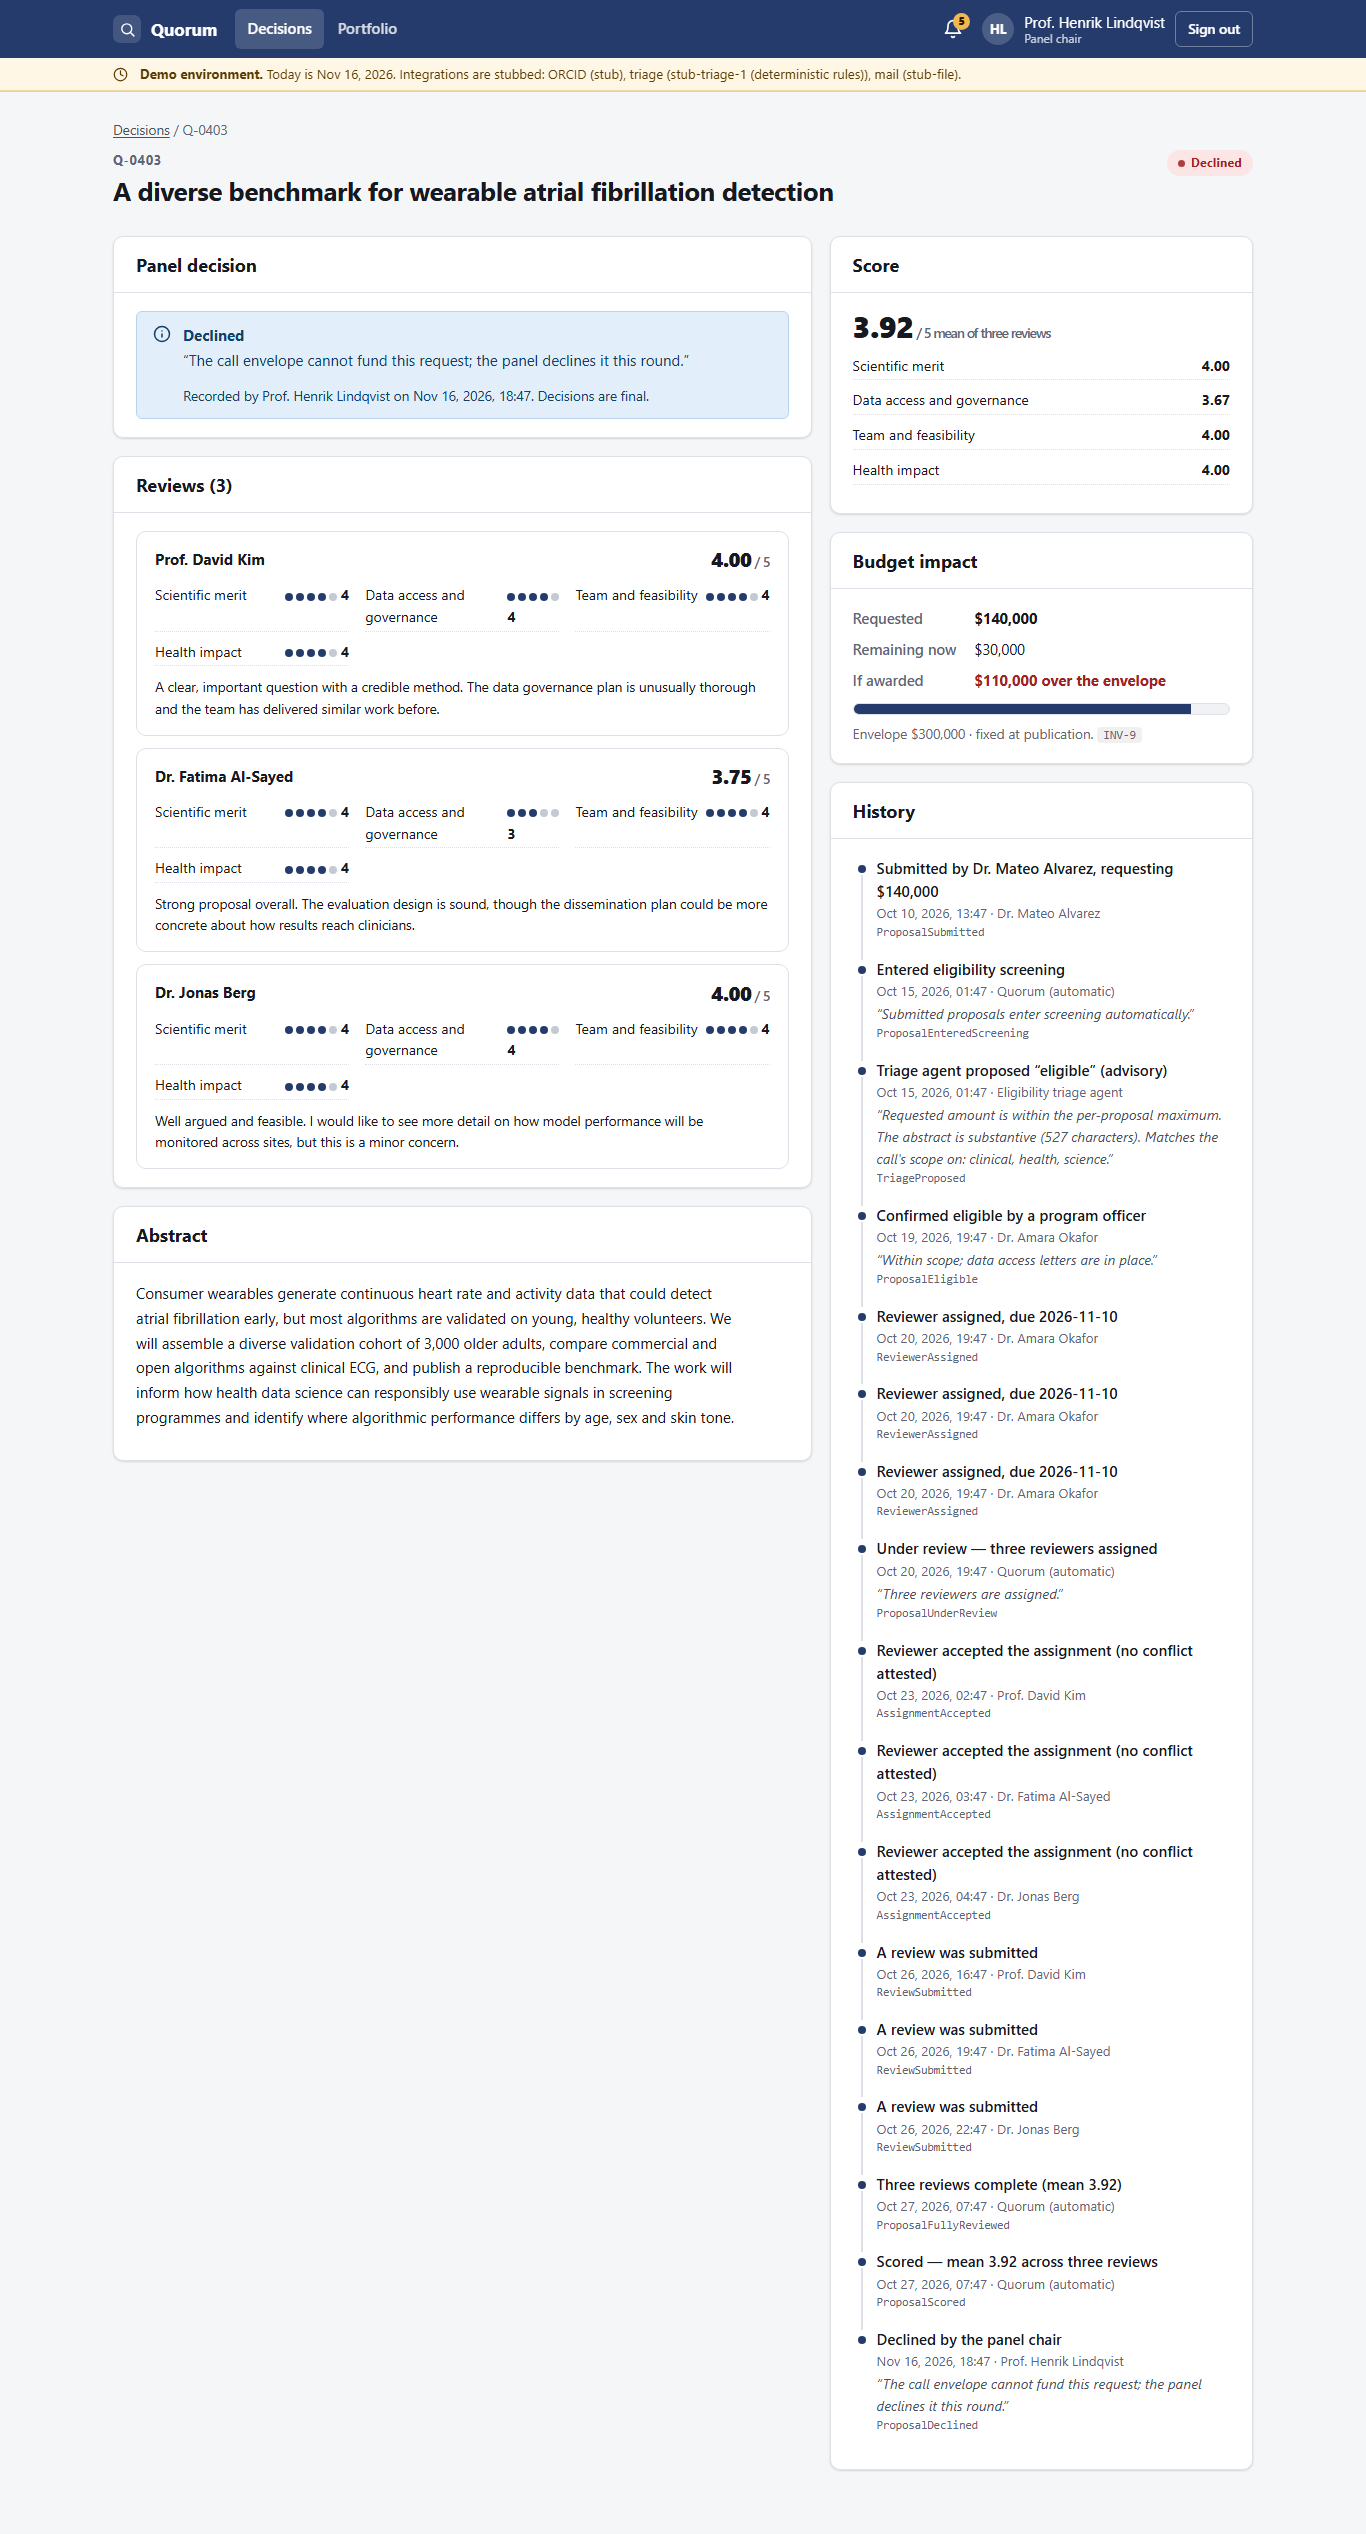 Quorum
Decisions
Portfolio
5
HL
Prof. Henrik Lindqvist
Panel chair
Sign out
Demo environment. Today is Nov 16, 2026. Integrations are stubbed: ORCID (stub), triage (stub-triage-1 (deterministic rules)), mail (stub-file).
Decisions / Q-0403
Q-0403
Declined
A diverse benchmark for wearable atrial fibrillation detection
Panel decision
Declined
“The call envelope cannot fund this request; the panel declines it this round.”
Recorded by Prof. Henrik Lindqvist on Nov 16, 2026, 18:47. Decisions are final.
Reviews (3)
Prof. David Kim
4.00 / 5
Scientific merit 4
Data access and governance 4
Team and feasibility 4
Health impact 4
A clear, important question with a credible method. The data governance plan is unusually thorough
and the team has delivered similar work before.
Dr. Fatima Al-Sayed
3.75 / 5
Scientific merit 4
Data access and governance 3
Team and feasibility 4
Health impact 4
Strong proposal overall. The evaluation design is sound, though the dissemination plan could be more
concrete about how results reach clinicians.
Dr. Jonas Berg
4.00 / 5
Scientific merit 4
Data access and governance 4
Team and feasibility 4
Health impact 4
Well argued and feasible. I would like to see more detail on how model performance will be
monitored across sites, but this is a minor concern.
Abstract
Consumer wearables generate continuous heart rate and activity data that could detect
atrial fibrillation early, but most algorithms are validated on young, healthy volunteers. We
will assemble a diverse validation cohort of 3,000 older adults, compare commercial and
open algorithms against clinical ECG, and publish a reproducible benchmark. The work will
inform how health data science can responsibly use wearable signals in screening
programmes and identify where algorithmic performance differs by age, sex and skin tone.
Score
3.92 / 5 mean of three reviews
Scientific merit 4.00
Data access and governance 3.67
Team and feasibility 4.00
Health impact 4.00
Budget impact
Requested $140,000
Remaining now $30,000
If awarded $110,000 over the envelope
Envelope $300,000 · fixed at publication. INV-9
History
Submitted by Dr. Mateo Alvarez, requesting
$140,000
Oct 10, 2026, 13:47 · Dr. Mateo Alvarez
ProposalSubmitted
Entered eligibility screening
Oct 15, 2026, 01:47 · Quorum (automatic)
“Submitted proposals enter screening automatically.”
ProposalEnteredScreening
Triage agent proposed “eligible” (advisory)
Oct 15, 2026, 01:47 · Eligibility triage agent
“Requested amount is within the per-proposal maximum.
The abstract is substantive (527 characters). Matches the
call's scope on: clinical, health, science.”
TriageProposed
Confirmed eligible by a program officer
Oct 19, 2026, 19:47 · Dr. Amara Okafor
“Within scope; data access letters are in place.”
ProposalEligible
Reviewer assigned, due 2026-11-10
Oct 20, 2026, 19:47 · Dr. Amara Okafor
ReviewerAssigned
Reviewer assigned, due 2026-11-10
Oct 20, 2026, 19:47 · Dr. Amara Okafor
ReviewerAssigned
Reviewer assigned, due 2026-11-10
Oct 20, 2026, 19:47 · Dr. Amara Okafor
ReviewerAssigned
Under review — three reviewers assigned
Oct 20, 2026, 19:47 · Quorum (automatic)
“Three reviewers are assigned.”
ProposalUnderReview
Reviewer accepted the assignment (no conflict
attested)
Oct 23, 2026, 02:47 · Prof. David Kim
AssignmentAccepted
Reviewer accepted the assignment (no conflict
attested)
Oct 23, 2026, 03:47 · Dr. Fatima Al-Sayed
AssignmentAccepted
Reviewer accepted the assignment (no conflict
attested)
Oct 23, 2026, 04:47 · Dr. Jonas Berg
AssignmentAccepted
A review was submitted
Oct 26, 2026, 16:47 · Prof. David Kim
ReviewSubmitted
A review was submitted
Oct 26, 2026, 19:47 · Dr. Fatima Al-Sayed
ReviewSubmitted
A review was submitted
Oct 26, 2026, 22:47 · Dr. Jonas Berg
ReviewSubmitted
Three reviews complete (mean 3.92)
Oct 27, 2026, 07:47 · Quorum (automatic)
ProposalFullyReviewed
Scored — mean 3.92 across three reviews
Oct 27, 2026, 07:47 · Quorum (automatic)
ProposalScored
Declined by the panel chair
Nov 16, 2026, 18:47 · Prof. Henrik Lindqvist
“The call envelope cannot fund this request; the panel
declines it this round.”
ProposalDeclined